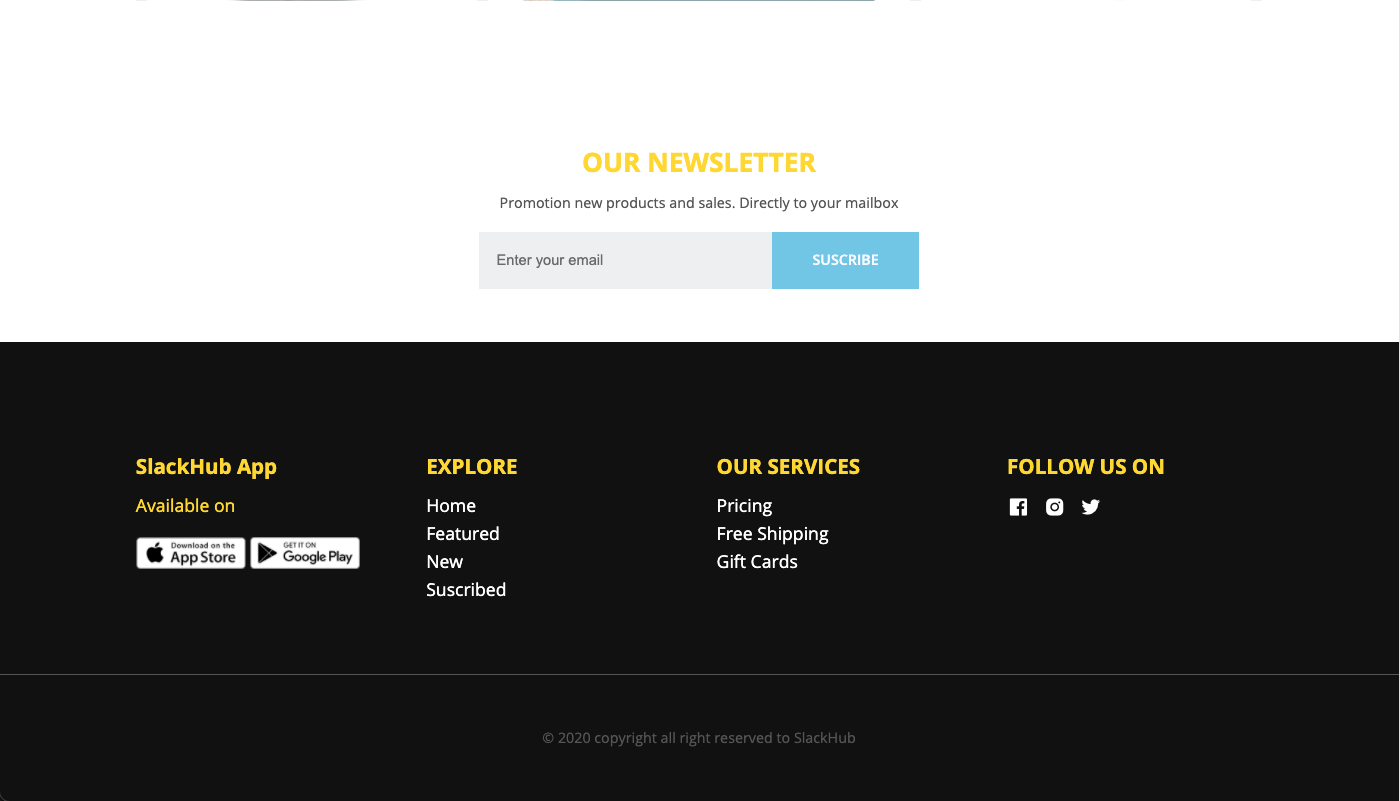 OUR NEWSLETTER
Promotion new products and sales. Directly to your mailbox
Enter your email
SUSCRIBE
SlackHub App
Available on
Download on the
App Store
GET IT ON
Google Play
EXPLORE
Home
Featured
New
Suscribed
OUR SERVICES
Pricing
Free Shipping
Gift Cards
FOLLOW US ON
© 2020 copyright all right reserved to SlackHub